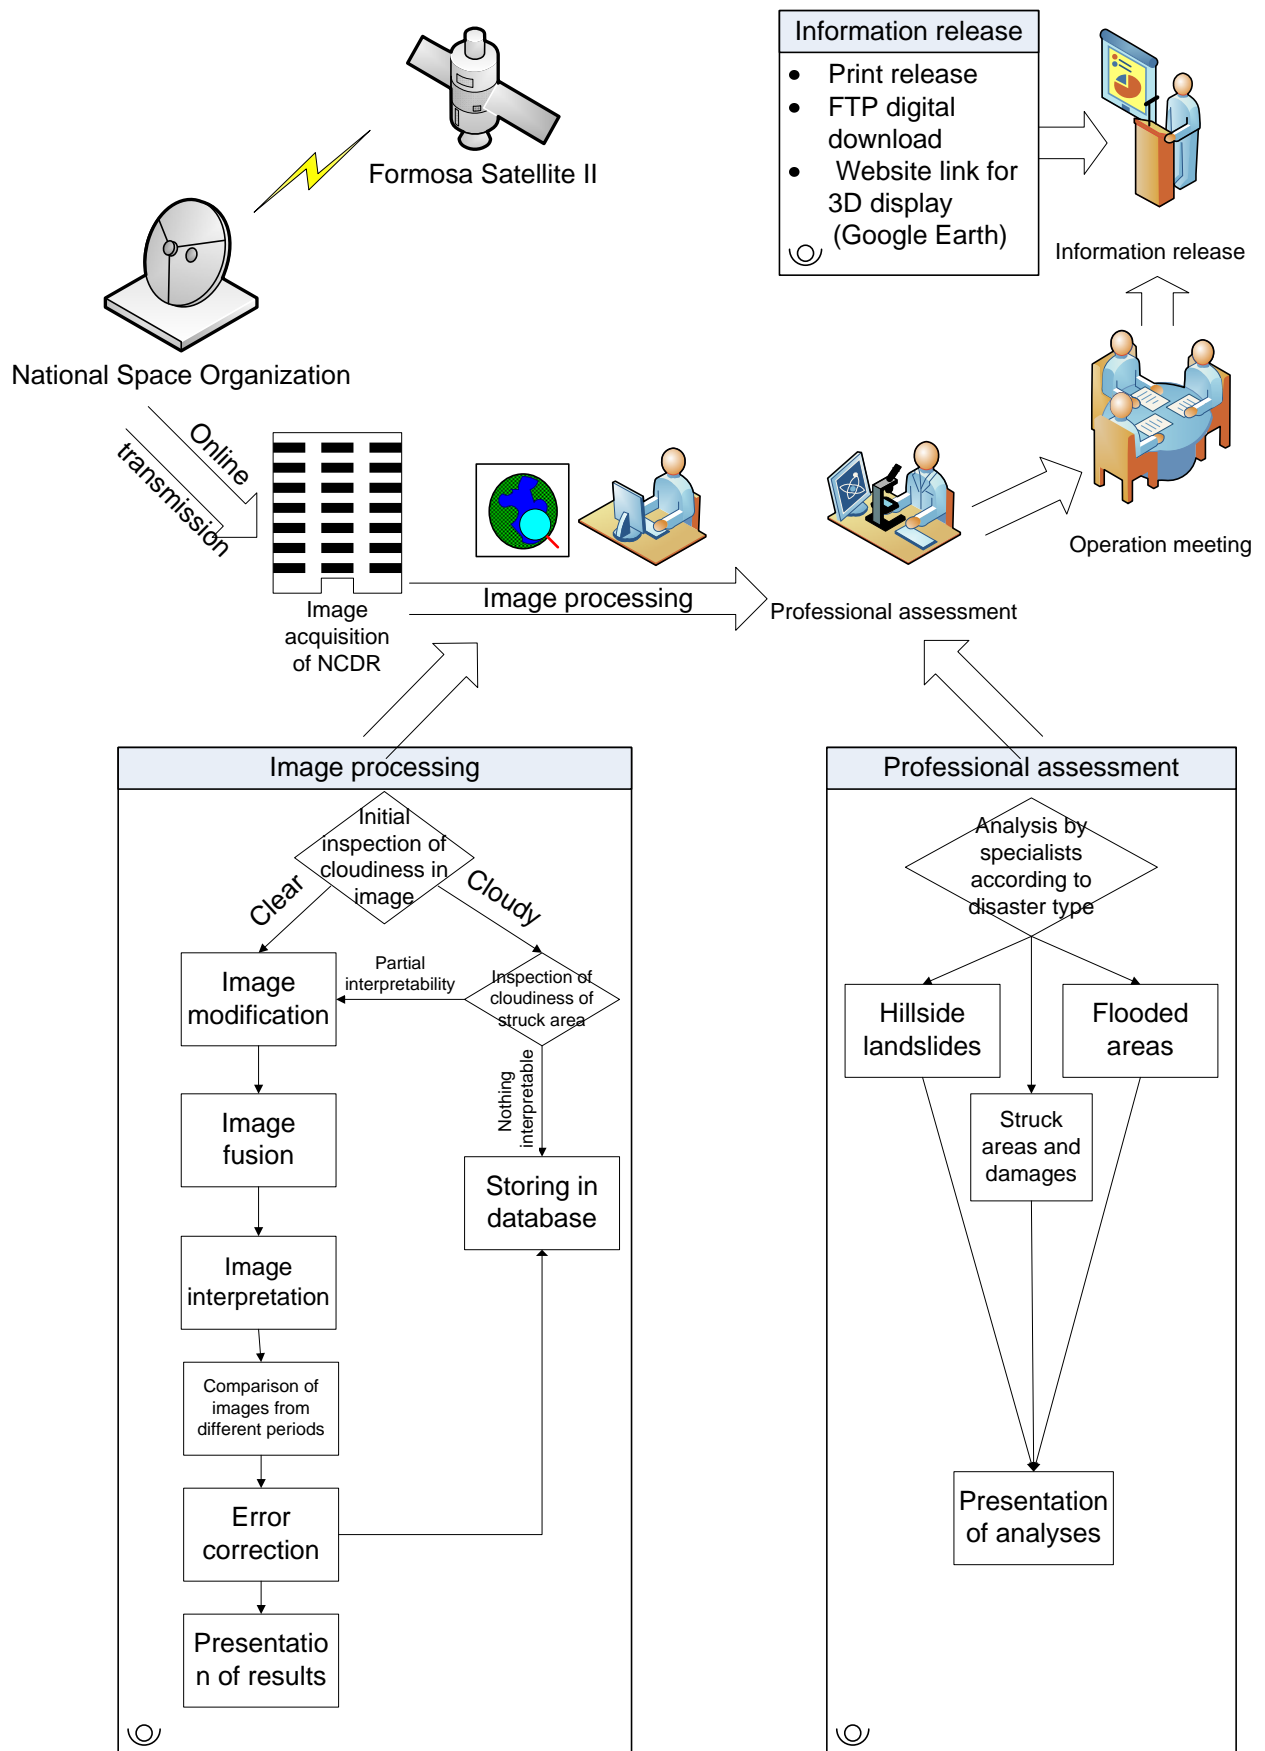 Formosa Satellite II
National Space Organization
Online
transmission
Image
acquisition
of NCDR
Image processing
Professional assessment
Operation meeting
Information release
Information release
• Print release
• FTP digital
download
• Website link for
3D display
(Google Earth)
Image processing
Initial
inspection of
cloudiness in
image
Clear
Cloudy
Image
modification
Partial
interpretability
Inspection of
cloudiness of
struck area
Nothing
interpretable
Image
fusion
Storing in
database
Image
interpretation
Comparison of
images from
different periods
Error
correction
Presentatio
n of results
Professional assessment
Analysis by
specialists
according to
disaster type
Hillside
landslides
Flooded
areas
Struck
areas and
damages
Presentation
of analyses